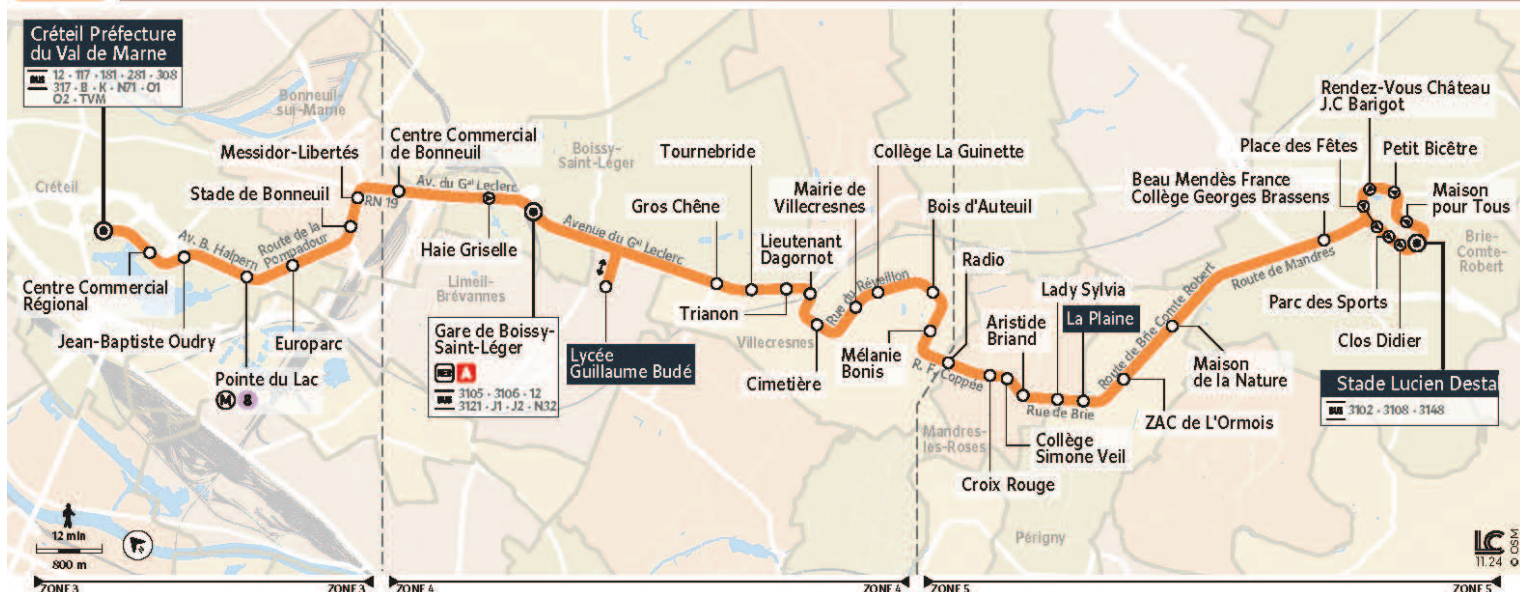 Créteil Préfecture
du Val de Marne
BUS
12 · 117 · 181 · 281 · 308
317 · B · K · N71 · O1
O2 · TVM
Créteil
Bonneuil
-sur-Marne
Messidor-Libertés
Stade de Bonneuil
RN 19
Centre Commercial
Régional
Av. B. Halpern
Route de la
Pompadour
Jean-Baptiste Oudry
Europarc
Pointe du Lac
M 8
Centre Commercial
de Bonneuil
Av. du Gal Leclerc
Haie Griselle
Boissy-
Saint-Léger
Limeil-
Brévannes
Gare de Boissy-
Saint-Léger
RER A
BUS
3105 · 3106 · 12
3121 · J1 · J2 · N32
Avenue du Gal Leclerc
Lycée
Guillaume Budé
Gros Chêne
Tournebride
Trianon
Lieutenant
Dagornot
Villecresnes
Cimetière
Mairie de
Villecresnes
Rue du Réveillon
Collège La Guinette
Bois d'Auteuil
Mélanie
Bonis
R. F. Coppée
Radio
Mandres-
les-Roses
Croix Rouge
Collège
Simone Veil
Aristide
Briand
Lady Sylvia
Rue de Brie
La Plaine
Périgny
ZAC de L'Ormois
Route de Brie Comte Robert
Maison
de la Nature
Route de Mandres
Beau Mendès France
Collège Georges Brassens
Place des Fêtes
Rendez-Vous Château
J.C Barigot
Petit Bicêtre
Maison
pour Tous
Brie-
Comte-
Robert
Parc des Sports
Clos Didier
Stade Lucien Destal
BUS
3102 · 3108 · 3148
12 min
800 m
LC
11.24
© OSM
ZONE 3
ZONE 3
ZONE 4
ZONE 4
ZONE 5
ZONE 5